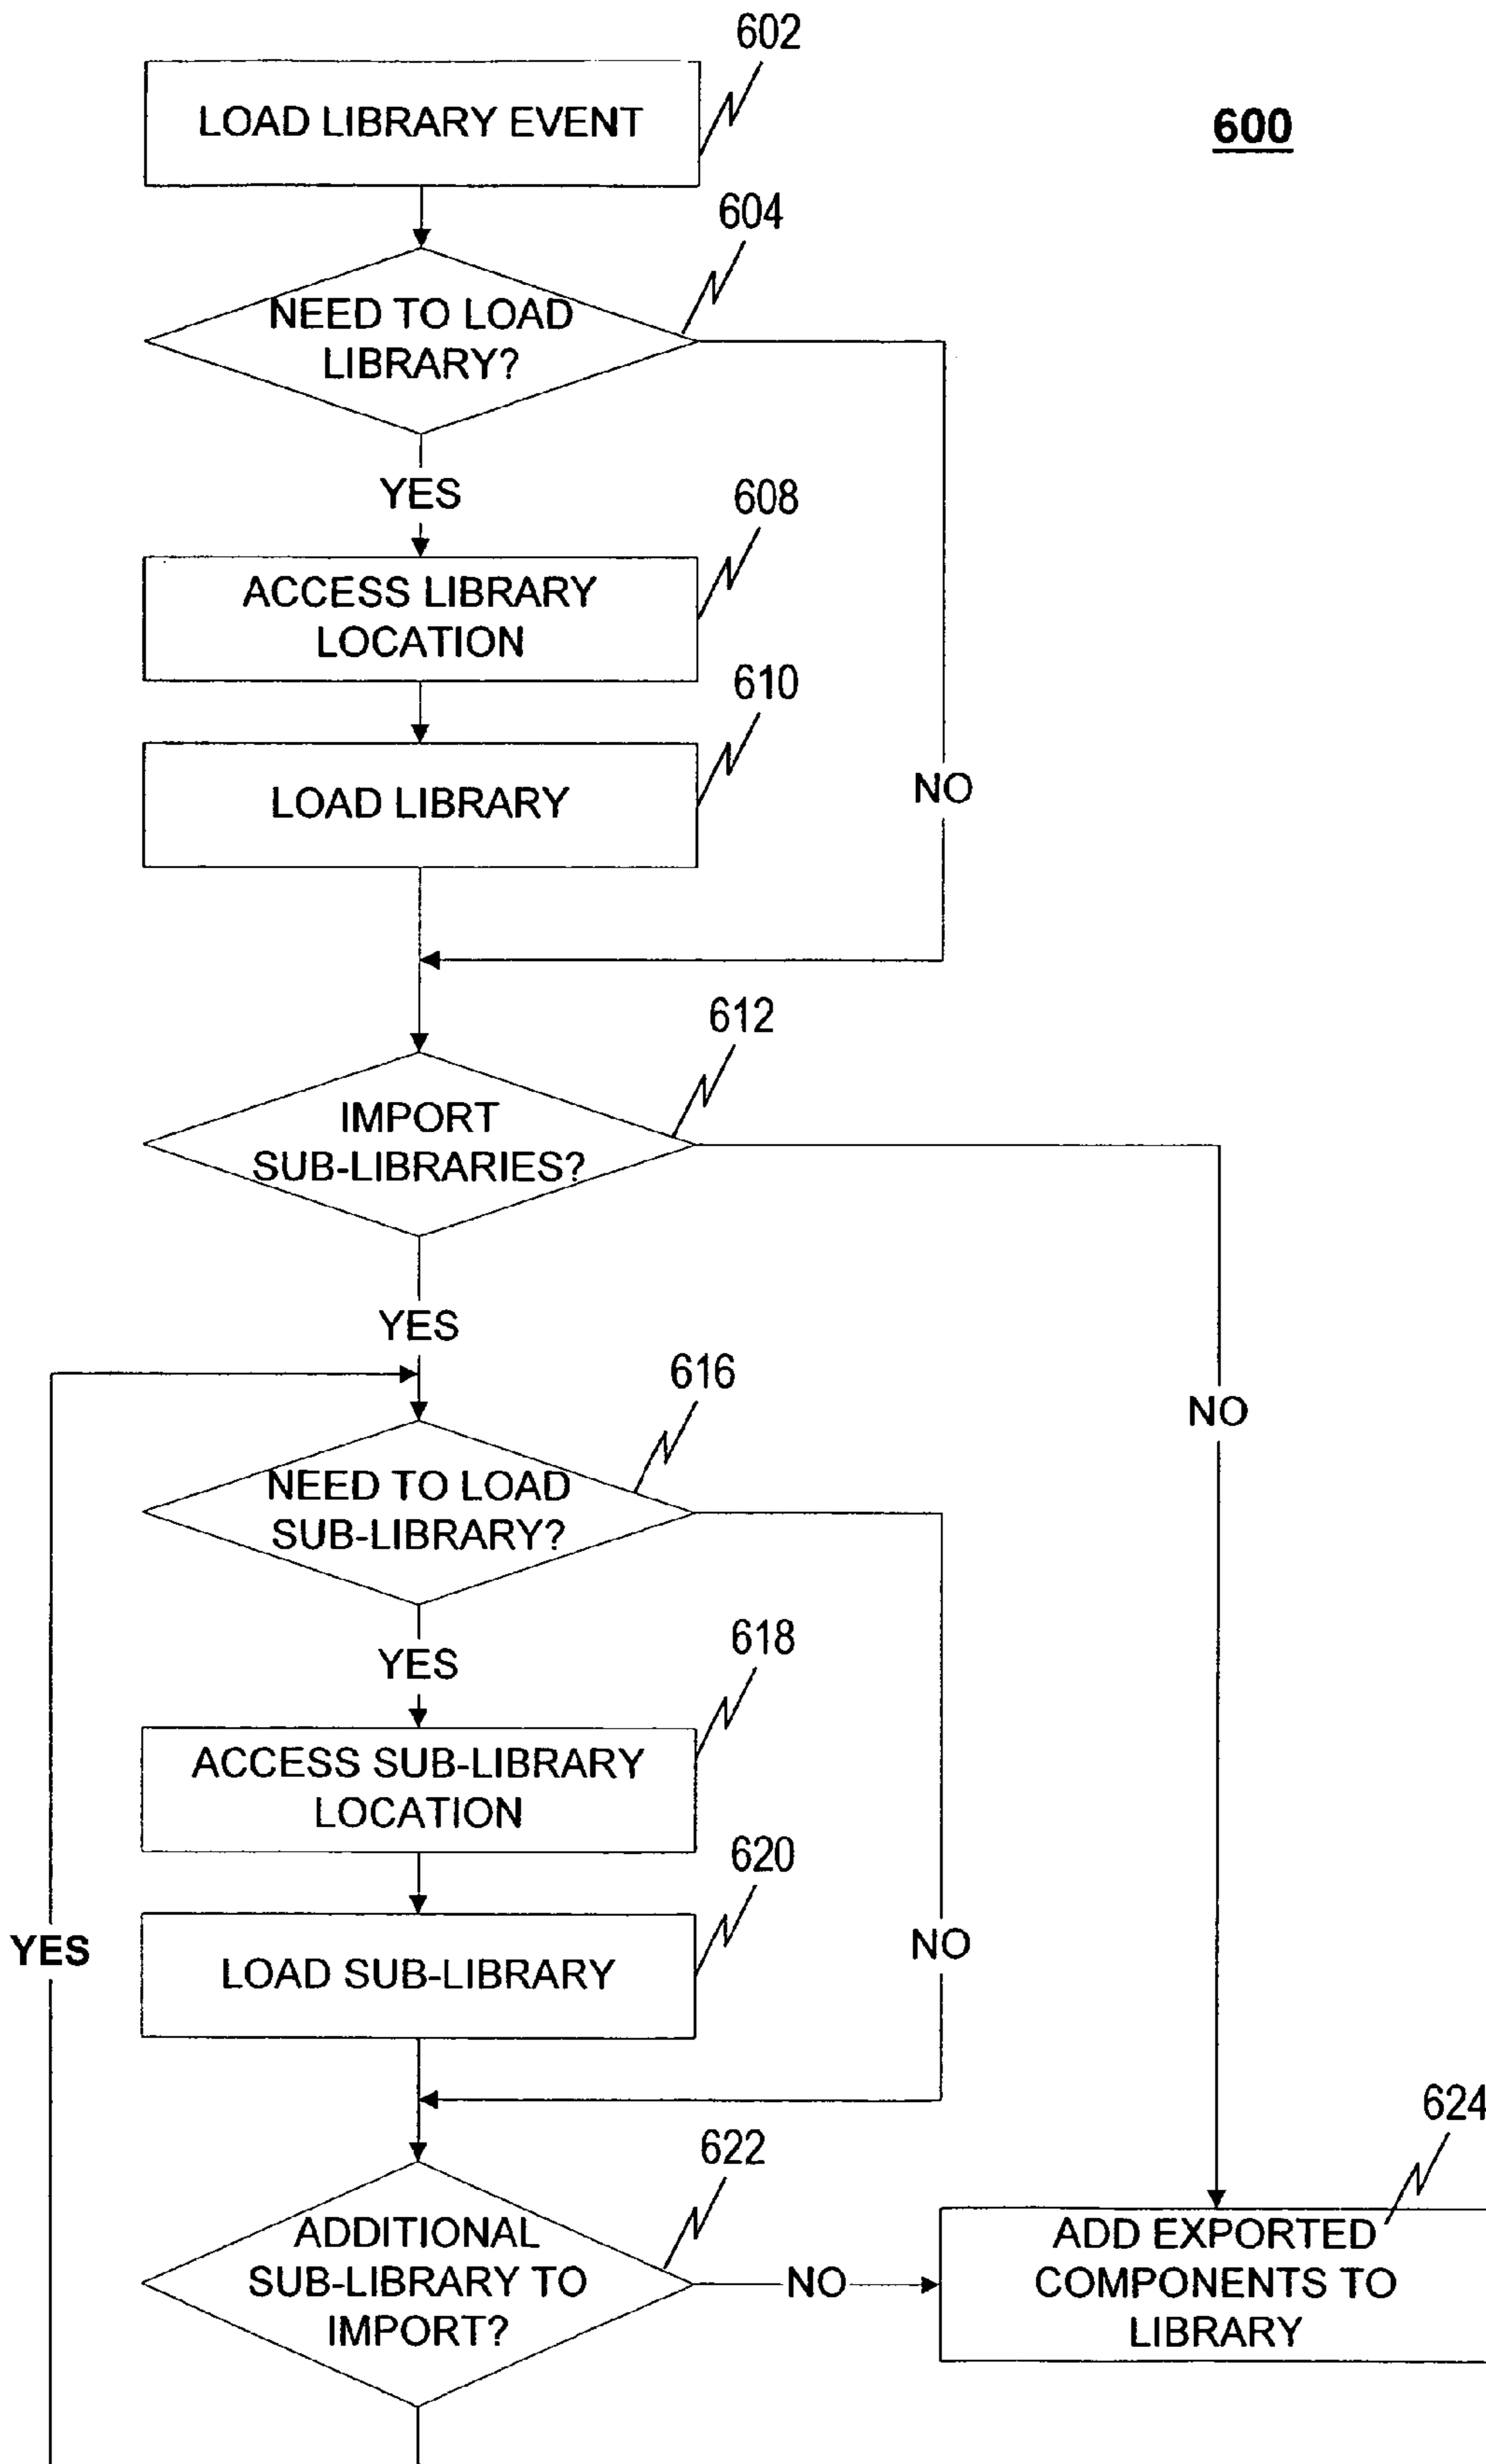 602
LOAD LIBRARY EVENT
600
604
NEED TO LOAD
LIBRARY?
YES
608
ACCESS LIBRARY
LOCATION
610
LOAD LIBRARY
NO
612
IMPORT
SUB-LIBRARIES?
YES
616
NO
NEED TO LOAD
SUB-LIBRARY?
618
YES
ACCESS SUB-LIBRARY
LOCATION
620
YES
NO
LOAD SUB-LIBRARY
624
622
ADDITIONAL
SUB-LIBRARY TO
IMPORT?
NO
ADD EXPORTED
COMPONENTS TO
LIBRARY